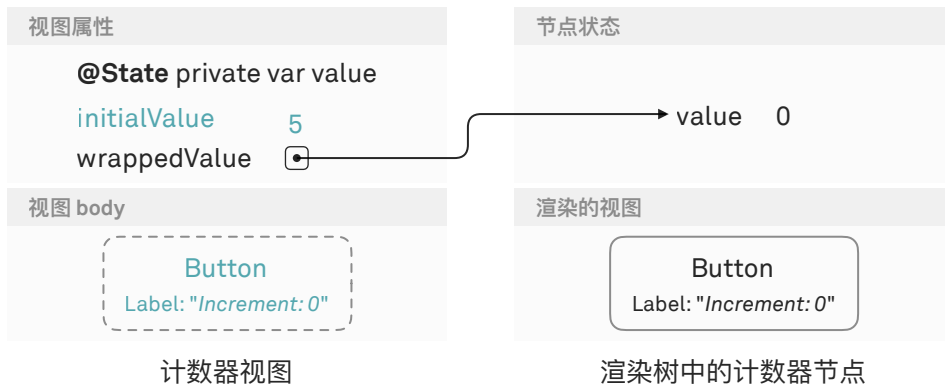 视图属性
@State private var value
initialValue 5
wrappedValue
视图 body
Button
Label: "Increment: 0"
计数器视图
节点状态
value 0
渲染的视图
Button
Label: "Increment: 0"
渲染树中的计数器节点